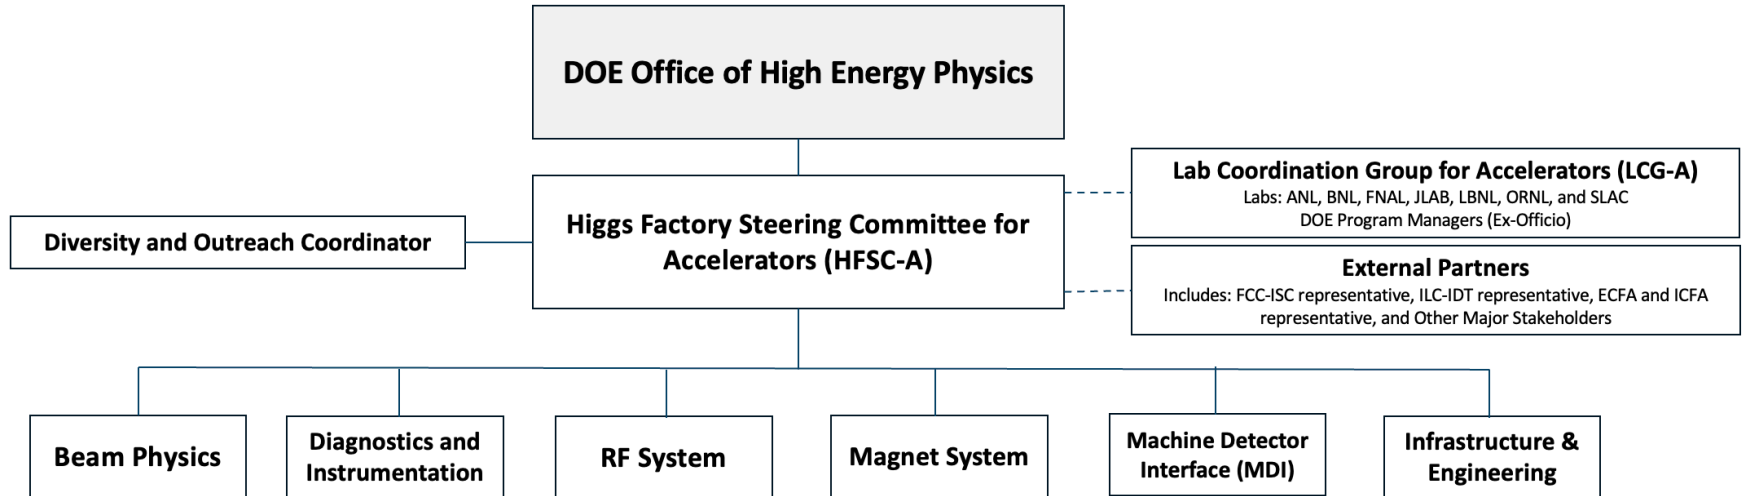 DOE Office of High Energy Physics
Lab Coordination Group for Accelerators (LCG-A)
Labs: ANL, BNL, FNAL, JLAB, LBNL, ORNL, and SLAC
DOE Program Managers (Ex-Officio)
Higgs Factory Steering Committee for
Accelerators (HFSC-A)
Diversity and Outreach Coordinator
External Partners
Includes: FCC-ISC representative, ILC-IDT representative, ECFA and ICFA
representative, and Other Major Stakeholders
Beam Physics
Diagnostics and
Instrumentation
RF System
Magnet System
Machine Detector
Interface (MDI)
Infrastructure &
Engineering